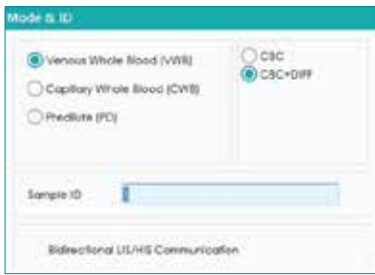 Mode & ID
Venous Whole Blood (VWB)
CBC
CBC+DIFF
Capillary Whole Blood (CWB)
Predilute (PD)
Sample ID
Bidirectional LIS/HIS Communication